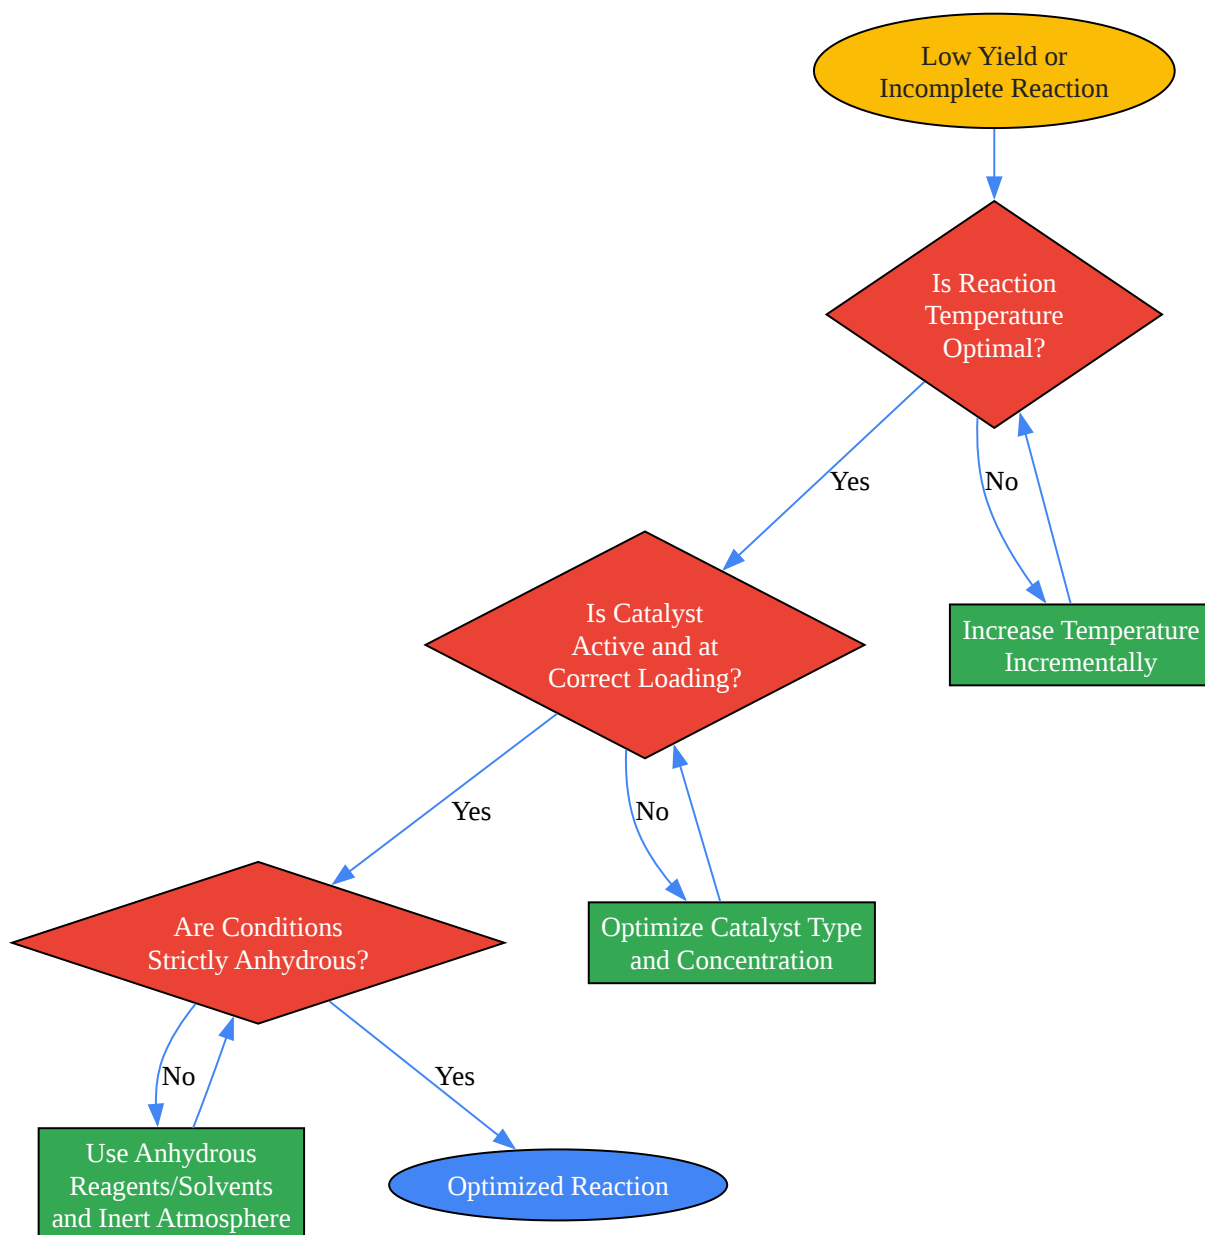 Low Yield or
Incomplete Reaction
Is Reaction
Temperature
Optimal?
Yes
No
Is Catalyst
Active and at
Correct Loading?
Increase Temperature
Incrementally
Yes
No
Are Conditions
Strictly Anhydrous?
Optimize Catalyst Type
and Concentration
No
Yes
Use Anhydrous
Reagents/Solvents
and Inert Atmosphere
Optimized Reaction